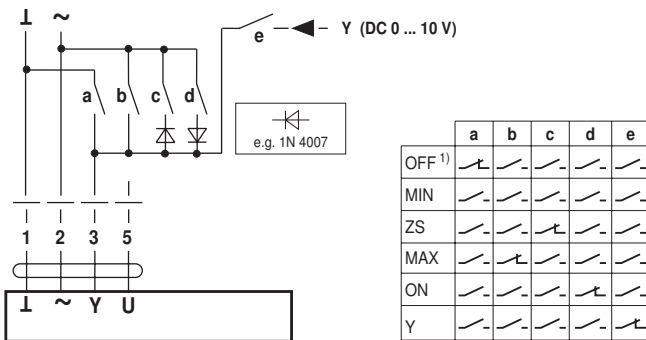 ⊥ ~
e Y (DC 0 ... 10 V)
a b c d
e.g. 1N 4007
1 2 3 5
⊥ ~ Y U
a b c d e
OFF 1)
MIN
ZS
MAX
ON
Y